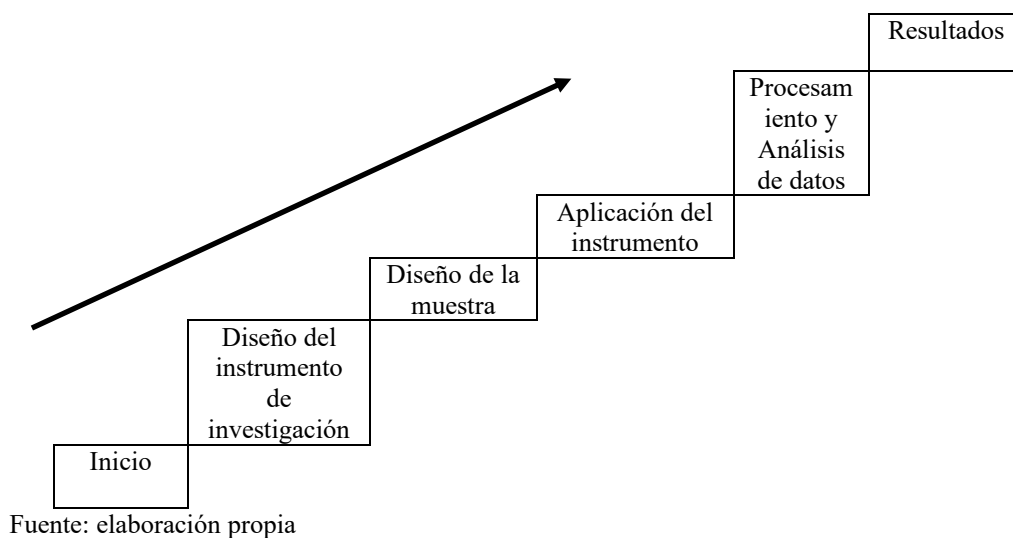 Resultados
Procesam
iento y
Análisis
de datos
Aplicación del
instrumento
Diseño de la
muestra
Diseño del
instrumento
de
investigación
Inicio
Fuente: elaboración propia